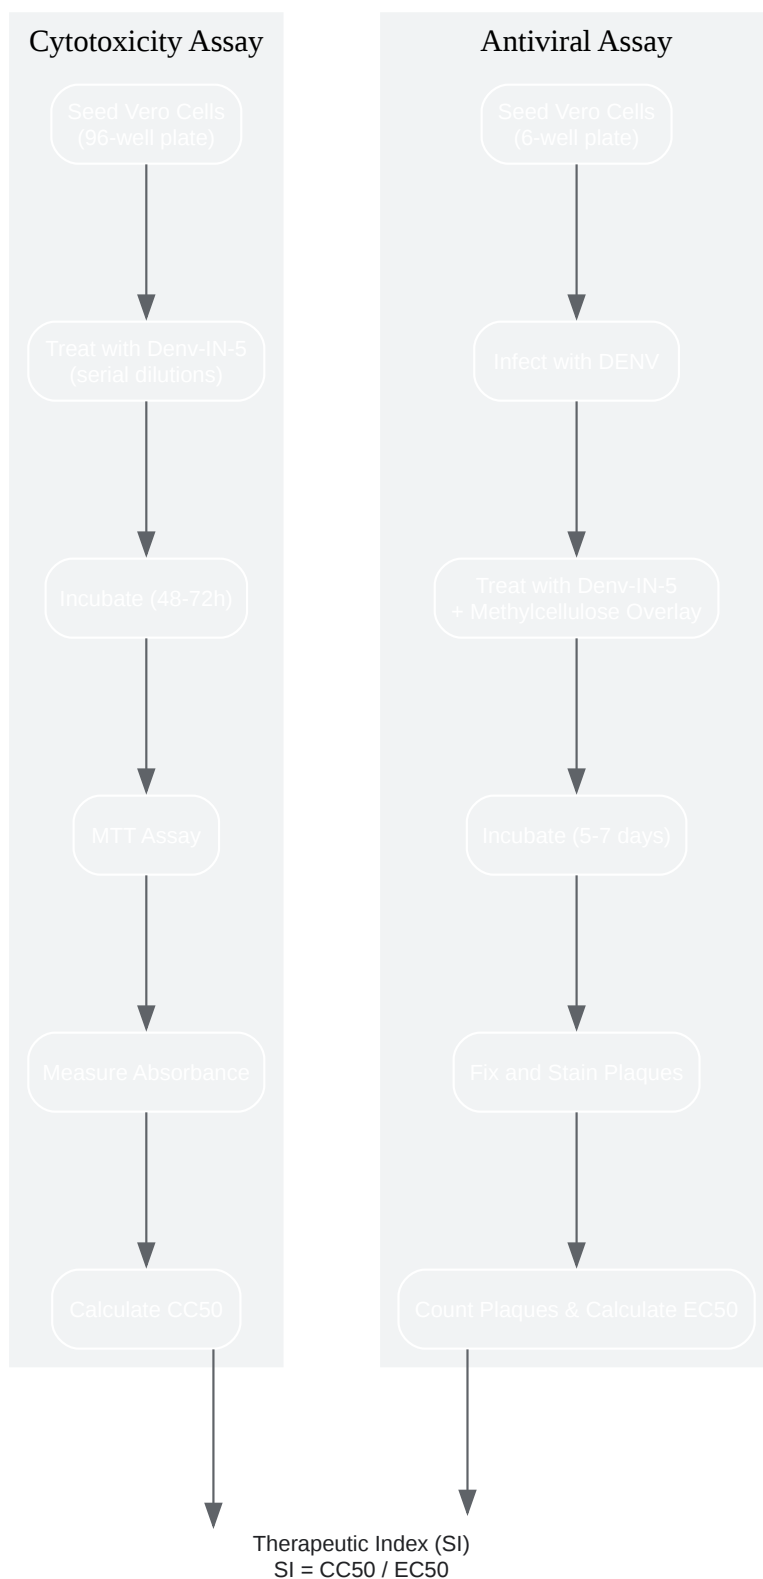 Cytotoxicity Assay
Seed Vero Cells
(96-well plate)
Treat with Denv-IN-5
(serial dilutions)
Incubate (48-72h)
MTT Assay
Measure Absorbance
Calculate CC50
Antiviral Assay
Seed Vero Cells
(6-well plate)
Infect with DENV
Treat with Denv-IN-5
+ Methylcellulose Overlay
Incubate (5-7 days)
Fix and Stain Plaques
Count Plaques & Calculate EC50
Therapeutic Index (SI)
SI = CC50 / EC50